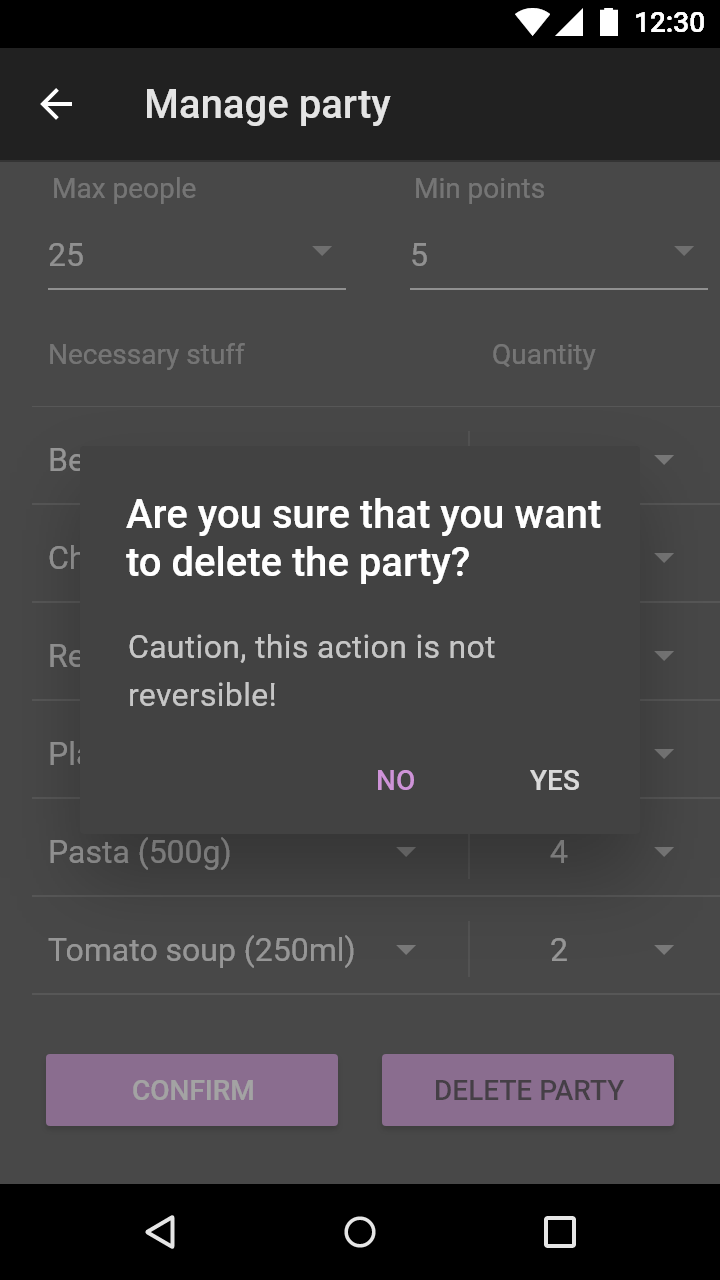 12:30
Manage party
Max people Min points
25 5
Necessary stuff Quantity
Be
Are you sure that you want
to delete the party?
Ch
Caution, this action is not
Re
reversible!
Pla
NO YES
Pasta (500g) 4
Tomato soup (250ml) 2
CONFIRM DELETE PARTY